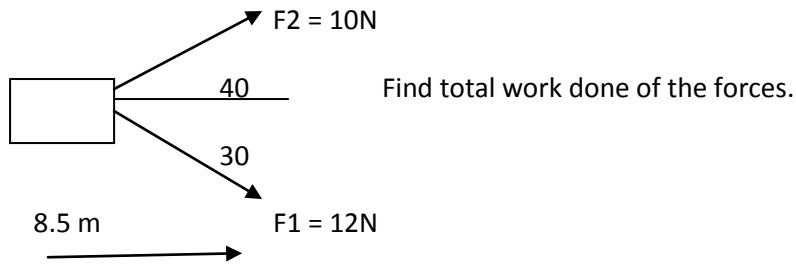 F2 = 10N
40
Find total work done of the forces.
30
8.5 m
F1 = 12N